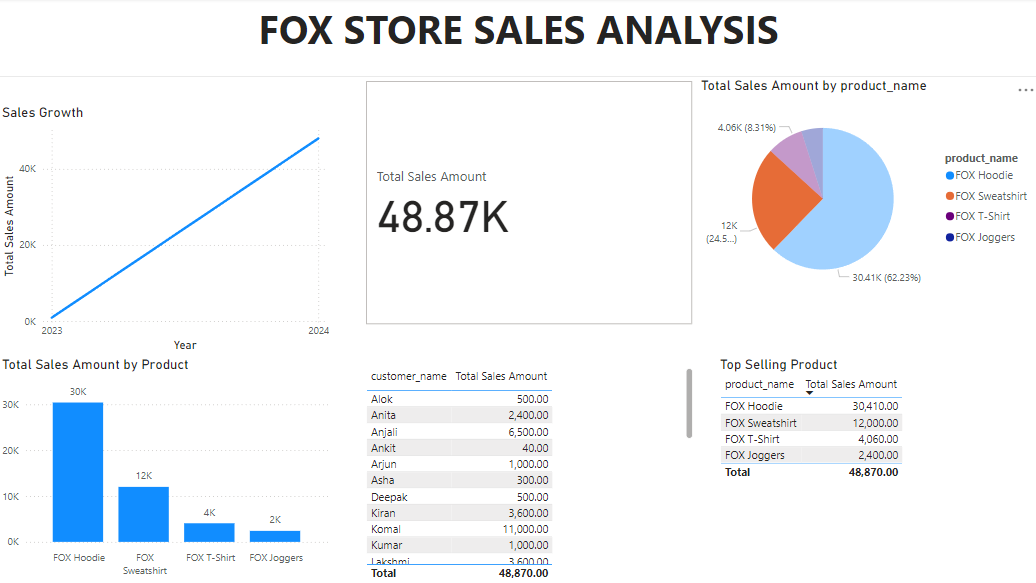 FOX STORE SALES ANALYSIS
Sales Growth
Total Sales Amount
40K
20K
0K
2023
2024
Year
Total Sales Amount
48.87K
Total Sales Amount by product_name
4.06K (8.31%)
12K
(24.5...)
30.41K (62.23%)
product_name
FOX Hoodie
FOX Sweatshirt
FOX T-Shirt
FOX Joggers
Total Sales Amount by Product
30K
20K
10K
0K
30K
12K
4K
2K
FOX Hoodie
FOX
Sweatshirt
FOX T-Shirt
FOX Joggers
customer_name Total Sales Amount
Alok 500.00
Anita 2,400.00
Anjali 6,500.00
Ankit 40.00
Arjun 1,000.00
Asha 300.00
Deepak 500.00
Kiran 3,600.00
Komal 11,000.00
Kumar 1,000.00
Lakshmi 3,600.00
Total 48,870.00
Top Selling Product
product_name Total Sales Amount
FOX Hoodie 30,410.00
FOX Sweatshirt 12,000.00
FOX T-Shirt 4,060.00
FOX Joggers 2,400.00
Total 48,870.00